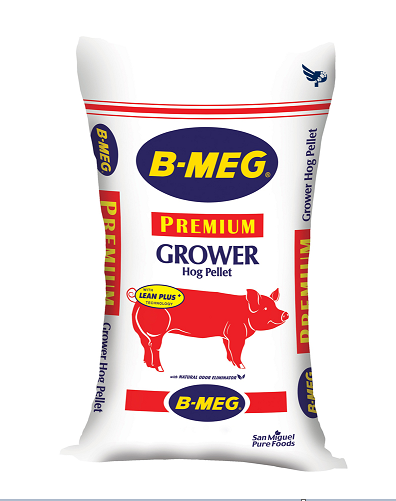 B-MEG®
PREMIUM
GROWER
Hog Pellet
WITH
LEAN PLUS+
TECHNOLOGY
with NATURAL ODOR ELIMINATOR
B-MEG®
San Miguel
Pure Foods
B-MEG
PREMIUM
Grower Hog Pellet
Grower Hog Pellet
PREMIUM
B-MEG